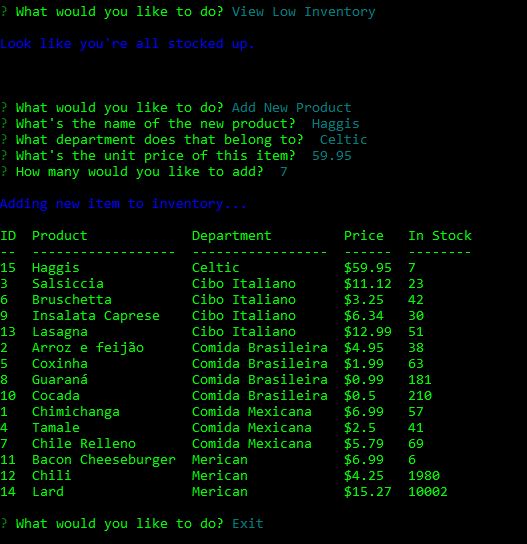 ? What would you like to do? View Low Inventory
Look like you're all stocked up.
? What would you like to do? Add New Product
? What's the name of the new product?  Haggis
? What department does that belong to?  Celtic
? What's the unit price of this item?  59.95
? How many would you like to add?  7
Adding new item to inventory...
ID  Product             Department         Price   In Stock
--  ------------------  -----------------  ------  --------
15  Haggis              Celtic             $59.95  7
3   Salsiccia           Cibo Italiano      $11.12  23
6   Bruschetta          Cibo Italiano      $3.25   42
9   Insalata Caprese    Cibo Italiano      $6.34   30
13  Lasagna             Cibo Italiano      $12.99  51
2   Arroz e feijão      Comida Brasileira  $4.95   38
5   Coxinha             Comida Brasileira  $1.99   63
8   Guaraná             Comida Brasileira  $0.99   181
10  Cocada              Comida Brasileira  $0.5    210
1   Chimichanga         Comida Mexicana    $6.99   57
4   Tamale              Comida Mexicana    $2.5    41
7   Chile Relleno       Comida Mexicana    $5.79   69
11  Bacon Cheeseburger  Merican            $6.99   6
12  Chili               Merican            $4.25   1980
14  Lard                Merican            $15.27  10002
? What would you like to do? Exit